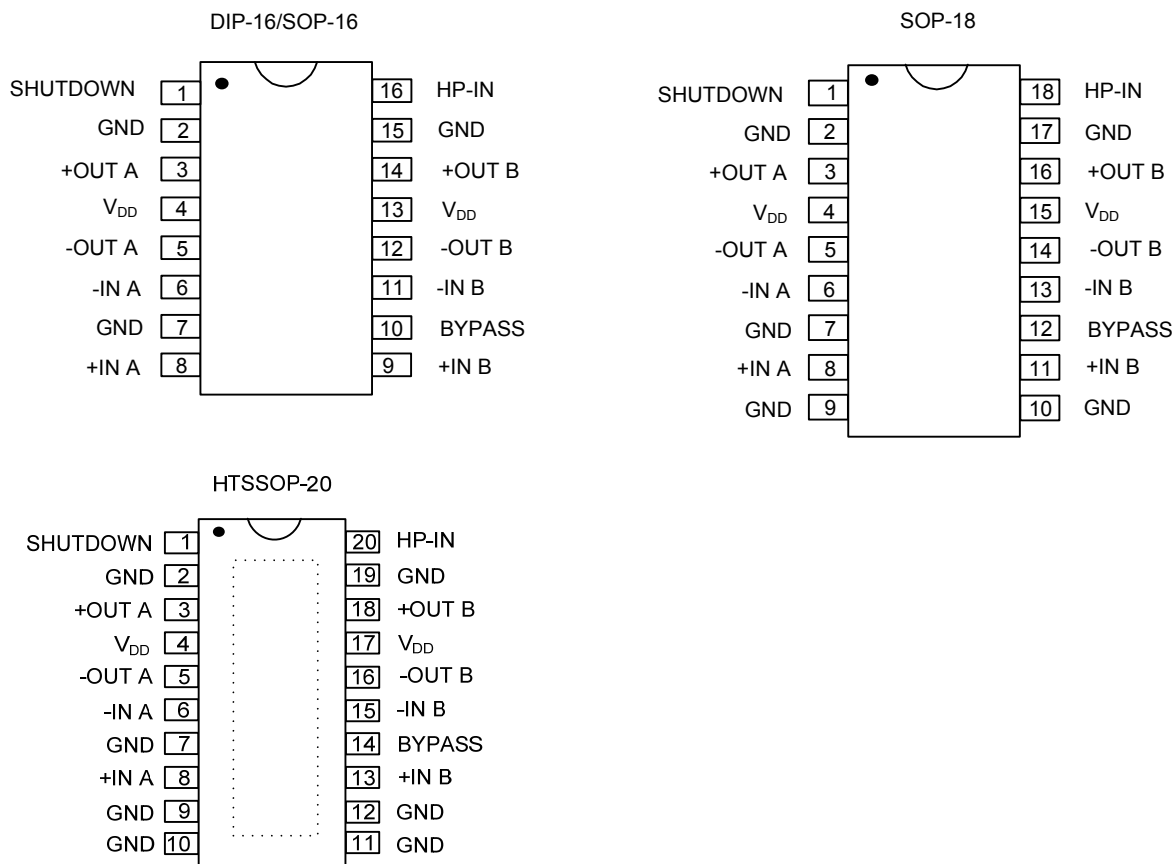 DIP-16/SOP-16
SHUTDOWN 1 16 HP-IN
GND 2 15 GND
+OUT A 3 14 +OUT B
VDD 4 13 VDD
-OUT A 5 12 -OUT B
-IN A 6 11 -IN B
GND 7 10 BYPASS
+IN A 8 9 +IN B
SOP-18
SHUTDOWN 1 18 HP-IN
GND 2 17 GND
+OUT A 3 16 +OUT B
VDD 4 15 VDD
-OUT A 5 14 -OUT B
-IN A 6 13 -IN B
GND 7 12 BYPASS
+IN A 8 11 +IN B
GND 9 10 GND
HTSSOP-20
SHUTDOWN 1 20 HP-IN
GND 2 19 GND
+OUT A 3 18 +OUT B
VDD 4 17 VDD
-OUT A 5 16 -OUT B
-IN A 6 15 -IN B
GND 7 14 BYPASS
+IN A 8 13 +IN B
GND 9 12 GND
GND 10 11 GND